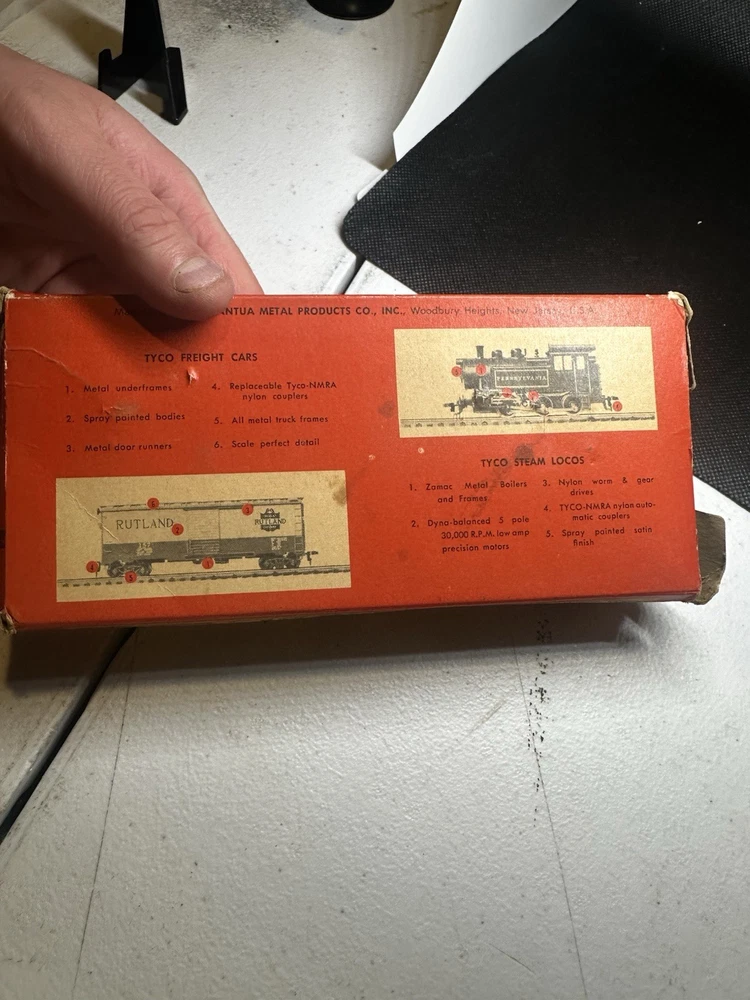 ANTUA METAL PRODUCTS CO., INC., Woodbury Heights, New Jersey, U.S.A.
TYCO FREIGHT CARS
1. Metal underframes
2. Spray painted bodies
3. Metal door runners
4. Replaceable Tyco-NMRA
nylon couplers
5. All metal truck frames
6. Scale perfect detail
PENNSYLVANIA
TYCO STEAM LOCOS
1. Zamac Metal Boilers
and Frames
2. Dyna-balanced 5 pole
30,000 R.P.M. low amp
precision motors
3. Nylon worm & gear
drives
4. TYCO-NMRA nylon auto-
matic couplers
5. Spray painted satin
finish
RUTLAND
RUTLAND